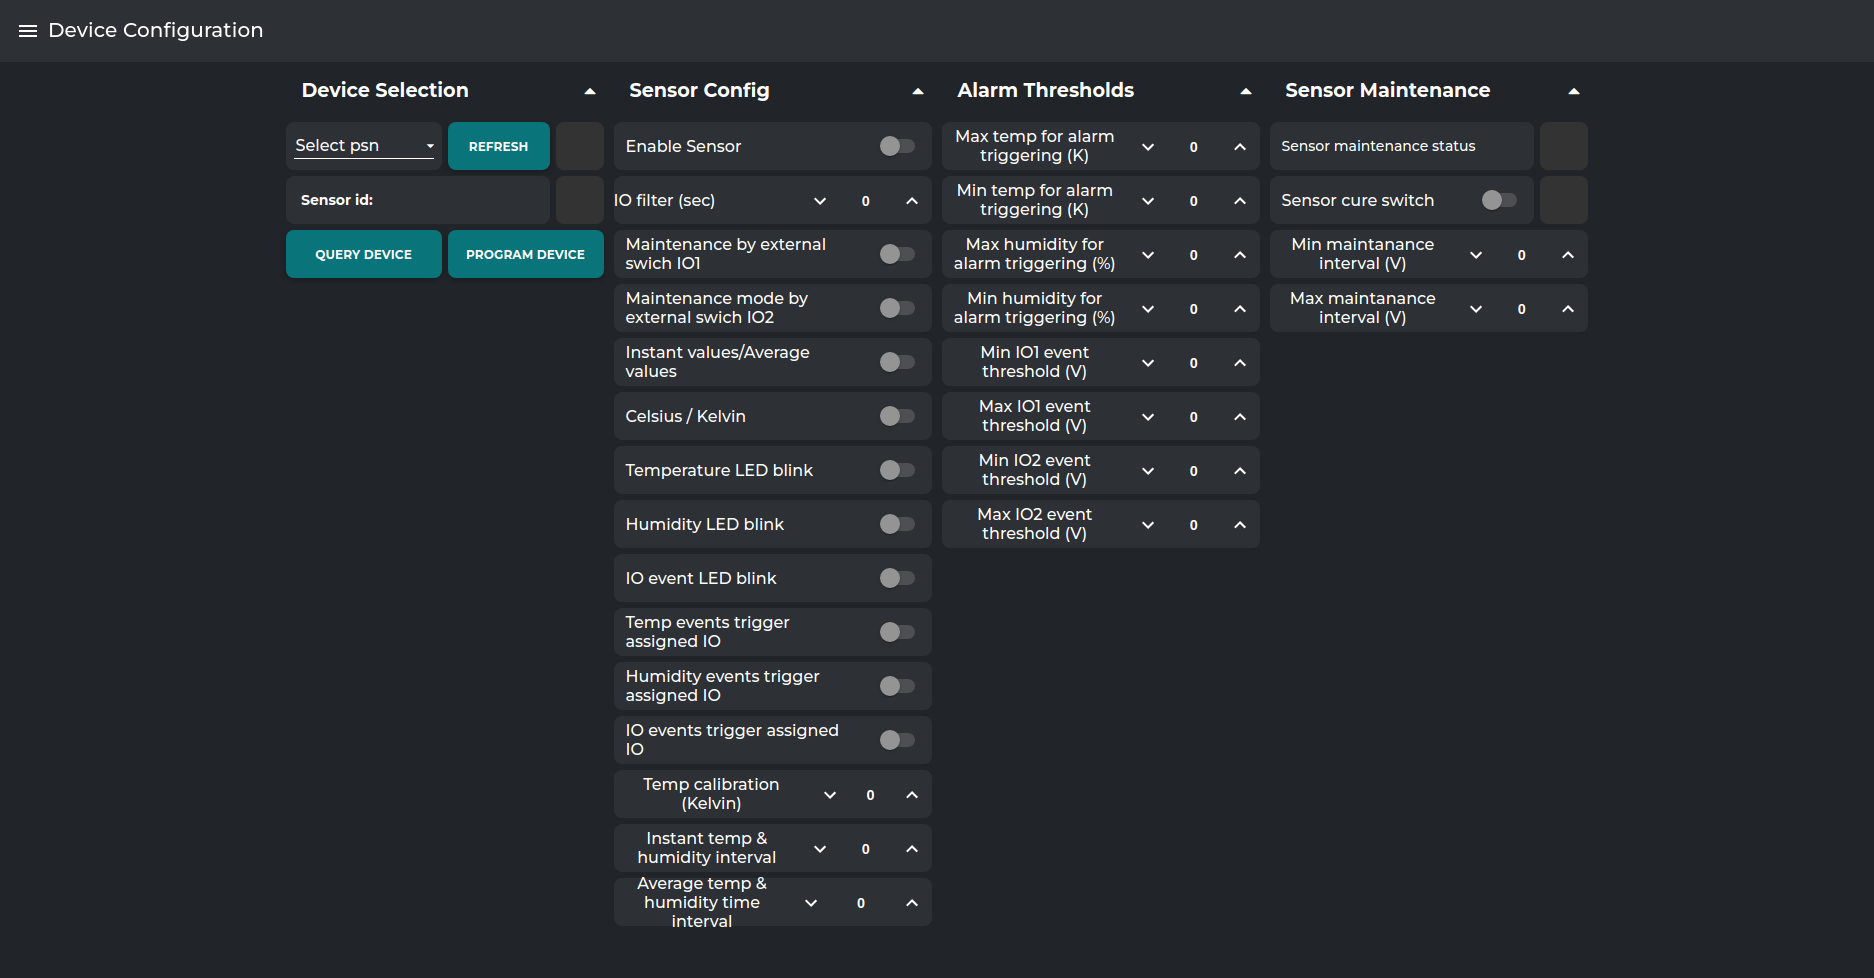 Device Configuration
Device Selection
Select psn
REFRESH
Sensor id:
QUERY DEVICE
PROGRAM DEVICE
Sensor Config
Enable Sensor
IO filter (sec)
0
Maintenance by external
swich IO1
Maintenance mode by
external swich IO2
Instant values/Average
values
Celsius / Kelvin
Temperature LED blink
Humidity LED blink
IO event LED blink
Temp events trigger
assigned IO
Humidity events trigger
assigned IO
IO events trigger assigned
IO
Temp calibration
(Kelvin)
0
Instant temp &
humidity interval
0
Average temp &
humidity time
interval
0
Alarm Thresholds
Max temp for alarm
triggering (K)
0
Min temp for alarm
triggering (K)
0
Max humidity for
alarm triggering (%)
0
Min humidity for
alarm triggering (%)
0
Min IO1 event
threshold (V)
0
Max IO1 event
threshold (V)
0
Min IO2 event
threshold (V)
0
Max IO2 event
threshold (V)
0
Sensor Maintenance
Sensor maintenance status
Sensor cure switch
Min maintanance
interval (V)
0
Max maintanance
interval (V)
0